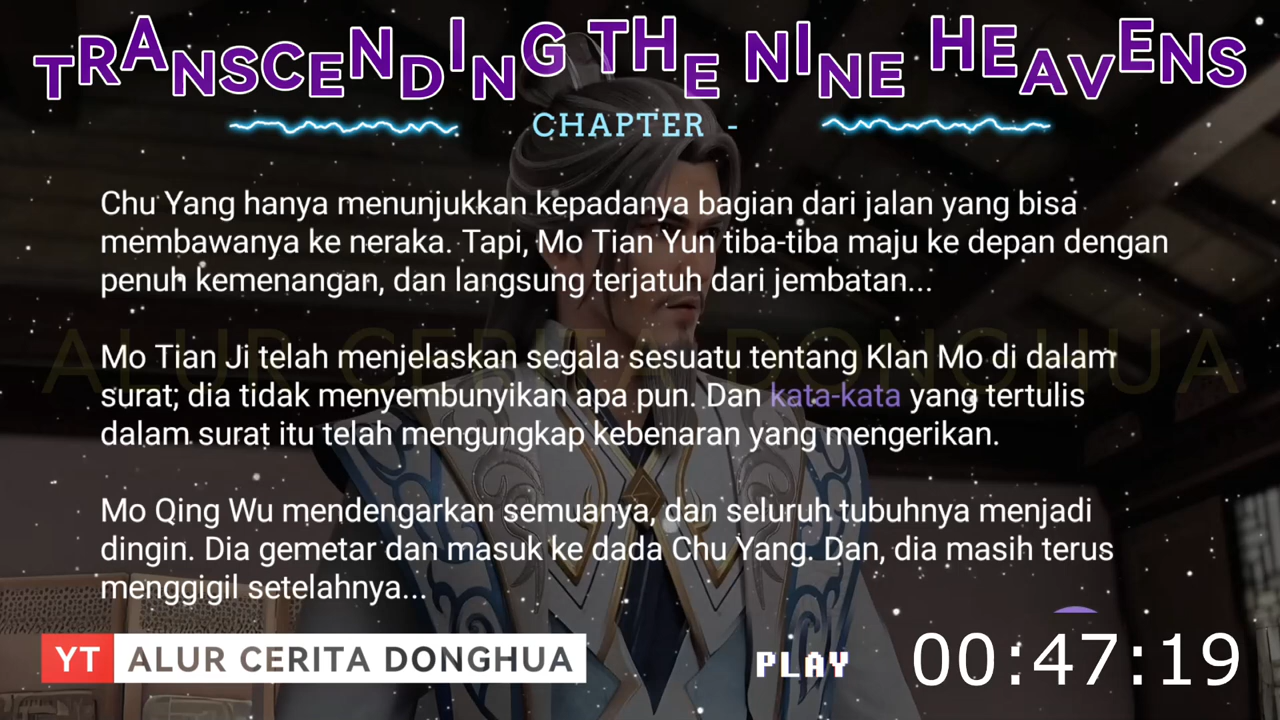 TRANSCENDING THE NINE HEAVENS
CHAPTER -
Chu Yang hanya menunjukkan kepadanya bagian dari jalan yang bisa
membawanya ke neraka. Tapi, Mo Tian Yun tiba-tiba maju ke depan dengan
penuh kemenangan, dan langsung terjatuh dari jembatan...
ALUR CERITA DONGHUA
Mo Tian Ji telah menjelaskan segala sesuatu tentang Klan Mo di dalam
surat; dia tidak menyembunyikan apa pun. Dan kata-kata yang tertulis
dalam surat itu telah mengungkap kebenaran yang mengerikan.
Mo Qing Wu mendengarkan semuanya, dan seluruh tubuhnya menjadi
dingin. Dia gemetar dan masuk ke dada Chu Yang. Dan, dia masih terus
menggigil setelahnya...
YT ALUR CERITA DONGHUA
PLAY 00:47:19